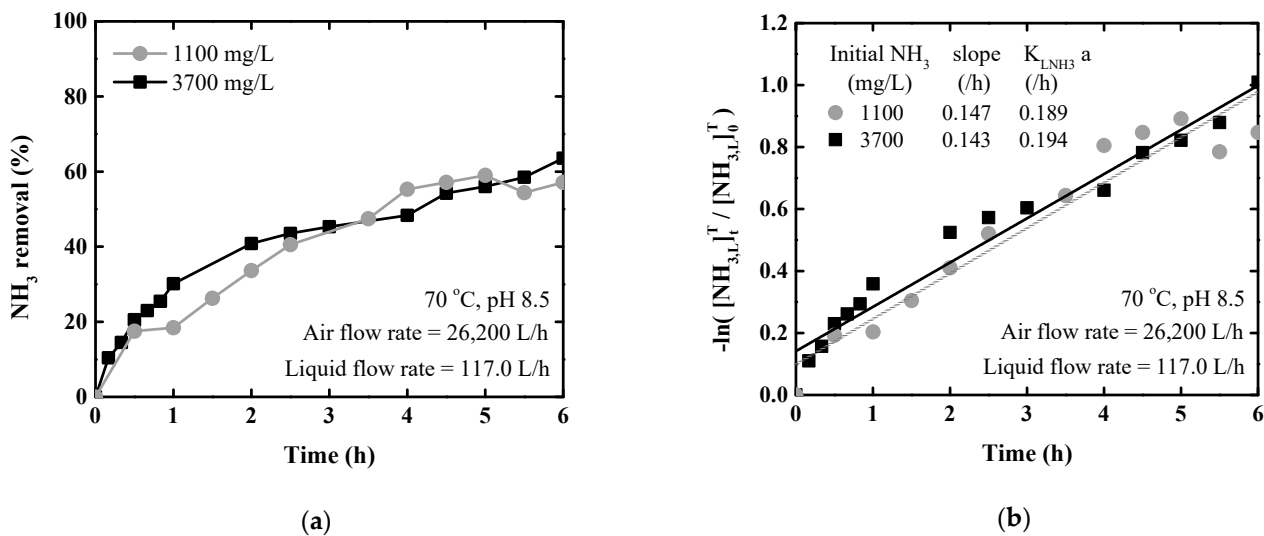 100
80
60
40
20
0
NH3 removal (%)
1100 mg/L
3700 mg/L
70 °C, pH 8.5
Air flow rate = 26,200 L/h
Liquid flow rate = 117.0 L/h
0 1 2 3 4 5 6
Time (h)
(a)
1.2
1.0
0.8
0.6
0.4
0.2
0.0
-ln( [NH3,L]tT / [NH3,L]0T )
Initial NH3 slope KLNH3 a
(mg/L) (/h) (/h)
1100 0.147 0.189
3700 0.143 0.194
70 °C, pH 8.5
Air flow rate = 26,200 L/h
Liquid flow rate = 117.0 L/h
0 1 2 3 4 5 6
Time (h)
(b)